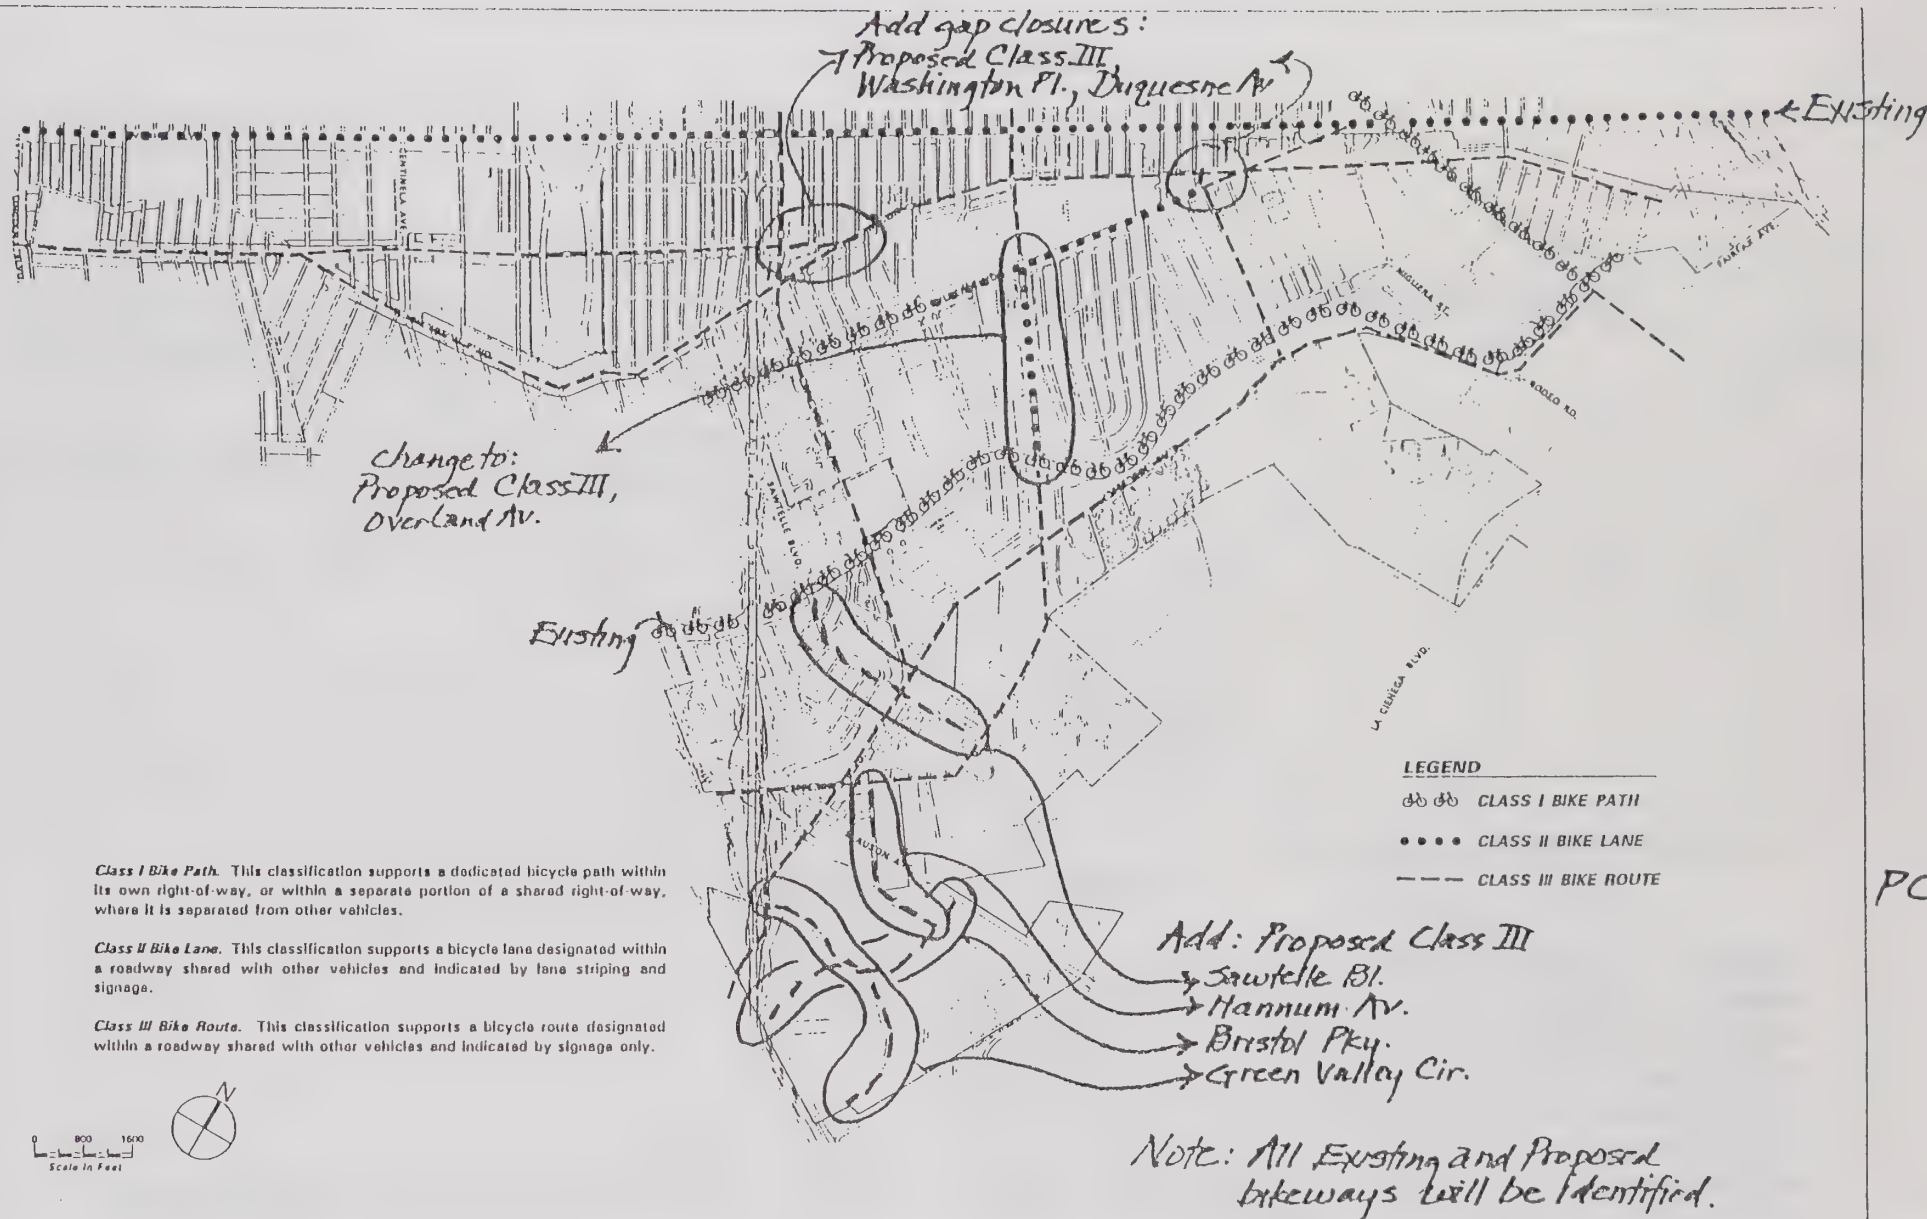 Add gap closures:
Proposed Class III,
Washington Pl., Duquesne Av
Existing
CENTINELA AVE
BLVD.
FAIRFAX AVE.
HIGUERA ST.
RODEO RD.
change to:
Proposed Class III,
Overland Av.
SAWTELLE BLVD.
Existing
LA CIENEGA BLVD.
LEGEND
CLASS I BIKE PATH
CLASS II BIKE LANE
CLASS III BIKE ROUTE
PC
Class I Bike Path. This classification supports a dedicated bicycle path within
its own right-of-way, or within a separate portion of a shared right-of-way,
where it is separated from other vehicles.
Class II Bike Lane. This classification supports a bicycle lane designated within
a roadway shared with other vehicles and indicated by lane striping and
signage.
Class III Bike Route. This classification supports a bicycle route designated
within a roadway shared with other vehicles and indicated by signage only.
Add: Proposed Class III
Sawtelle Bl.
Hannum Av.
Bristol Pky.
Green Valley Cir.
N
0 800 1600
Scale in Feet
Note: All Existing and Proposed
bikeways will be identified.